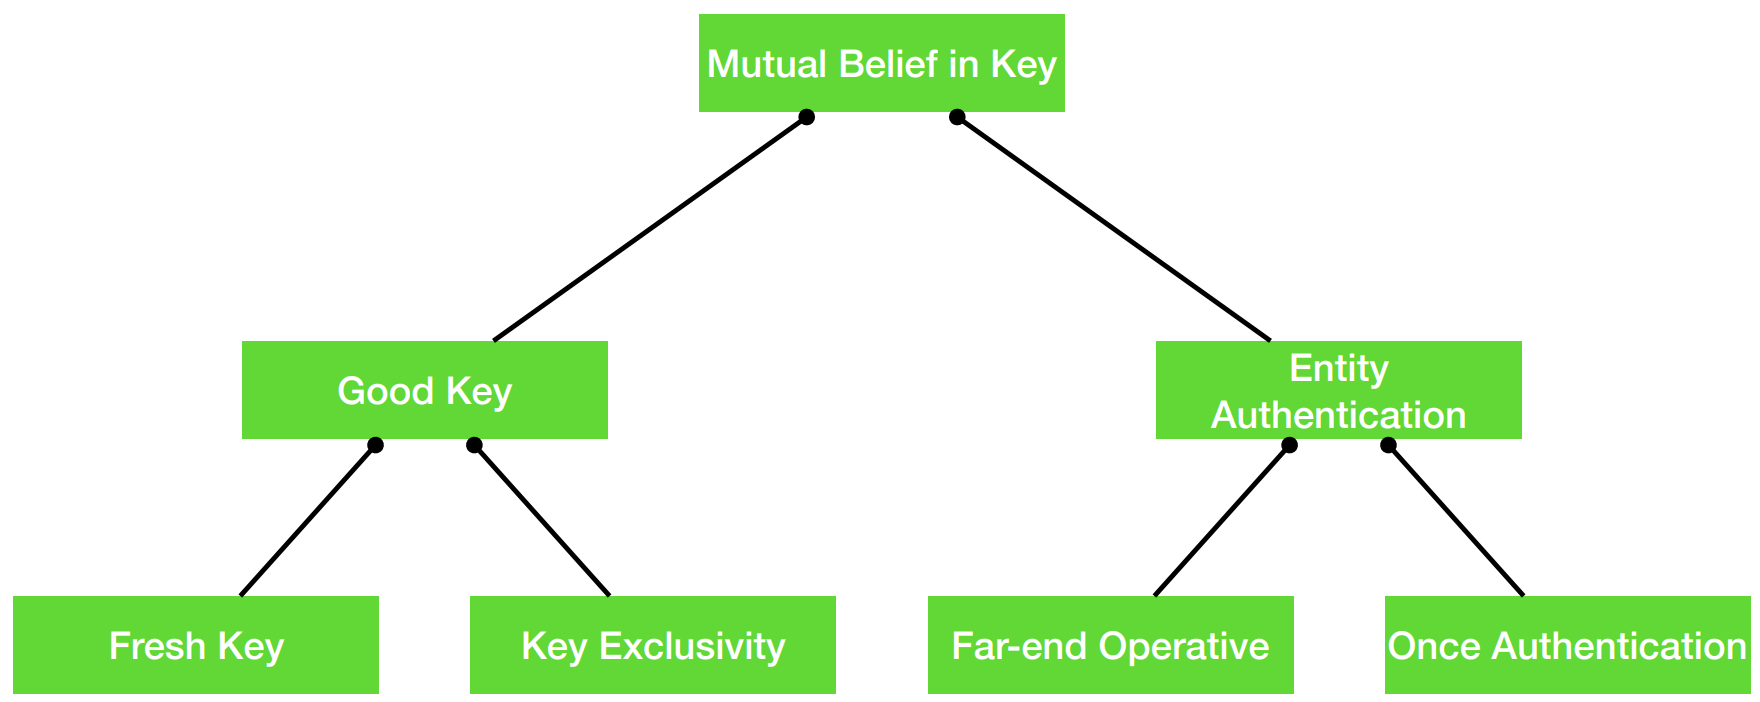 Mutual Belief in Key
Good Key
Entity
Authentication
Fresh Key
Key Exclusivity
Far-end Operative
Once Authentication